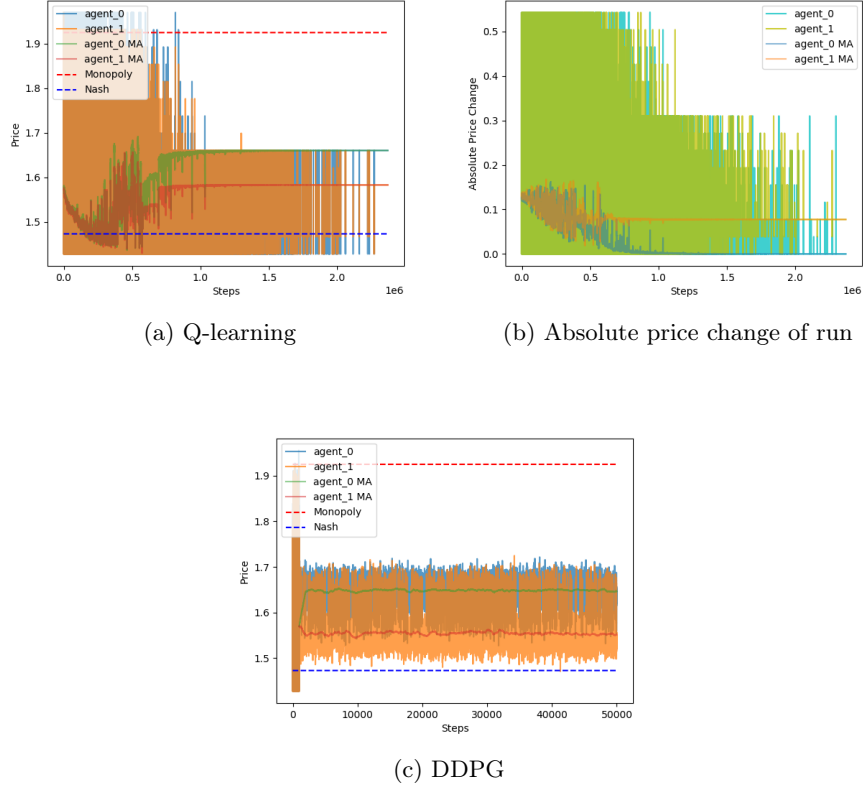 agent_0
agent_1
agent_0 MA
agent_1 MA
Monopoly
Nash
Price
1.9
1.8
1.7
1.6
1.5
0.0
0.5
1.0
1.5
2.0
1e6
Steps
(a) Q-learning
agent_0
agent_1
agent_0 MA
agent_1 MA
Absolute Price Change
0.5
0.4
0.3
0.2
0.1
0.0
0.0
0.5
1.0
1.5
2.0
1e6
Steps
(b) Absolute price change of run
agent_0
agent_1
agent_0 MA
agent_1 MA
Monopoly
Nash
Price
1.9
1.8
1.7
1.6
1.5
0
10000
20000
30000
40000
50000
Steps
(c) DDPG